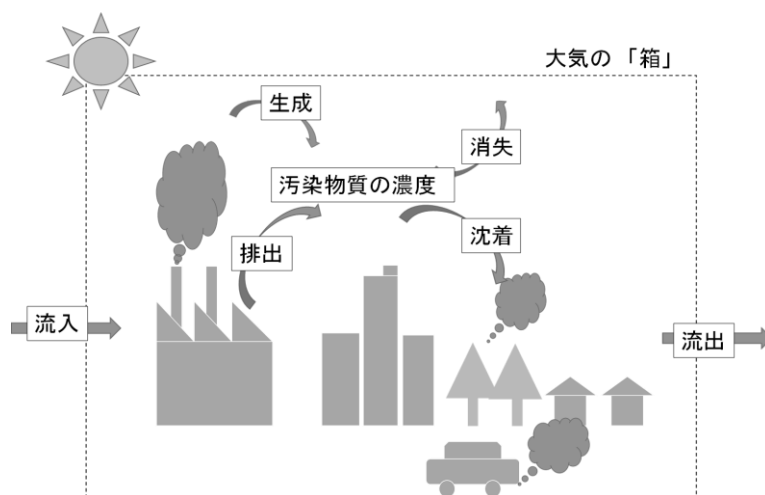 大気の「箱」
生成
消失
汚染物質の濃度
排出
沈着
流入
流出